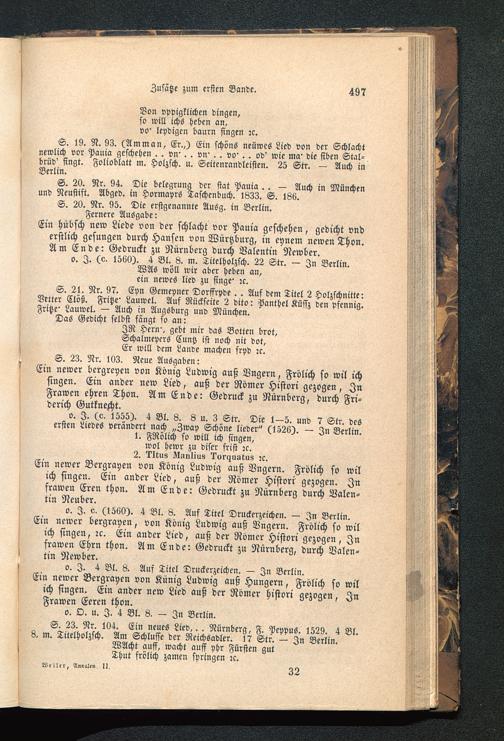 Zusätze zum ersten Bande. 497
Von vppigklichen dingen,
so will ichs heben an,
vo' leydigen baurn singen ꝛc.
S. 19. N. 93. (Amman, Er.,) Ein schöns neüwes Lied von der Schlacht
newlich vor Pauia geschehen . . vn' . . vn' . . vo' . . od' wie ma' die siben Stal-
brüd' singt. Folioblatt m. Holzsch. u. Seitenrandleisten. 25 Str. — Auch in
Berlin.
S. 20. Nr. 94. Die belegrung der stat Pauia . . — Auch in München
und Neustift. Abged. in Hormayrs Taschenbuch. 1833. S. 186.
S. 20. Nr. 95. Die erstgenannte Ausg. in Berlin.
Fernere Ausgabe:
Ein hübsch new Liede von der schlacht vor Pauia geschehen, gedicht vnd
erstlich gesungen durch Hansen von Würtzburg, in eynem newen Thon.
Am Ende: Gedruckt zu Nürnberg durch Valentin Newber.
o. J. (c. 1560). 4 Bl. 8. m. Titelholzsch. 22 Str. — In Berlin.
WAs wöll wir aber heben an,
ein newes lied zu singe' ꝛc.
S. 21. Nr. 97. Eyn Gemeyner Dorffryde . . Auf dem Titel 2 Holzschnitte:
Vetter Clöß. Fritze' Lauwel. Auf Rückseite 2 dito: Panthel Küssz den pfennig.
Fritze' Lauwel. — Auch in Augsburg und München.
Das Gedicht selbst fängt so an:
JR Hern', gebt mir das Botten brot,
Schalmeyers Cuntz ist noch nit dot,
Er will dem Lande machen fryd ꝛc.
S. 23. Nr. 103. Neue Ausgaben:
Ein newer bergreyen von König Ludwig auß Vngern, Frölich so wil ich
singen. Ein ander new Lied, auß der Römer Histori gezogen, In
Frawen ehren Thon. Am Ende: Gedruck zu Nürnberg, durch Fri-
derich Gutknecht.
o. J. (c. 1555). 4 Bl. 8. 8 u. 3 Str. Die 1—5. und 7 Str. des
ersten Liedes verändert nach „Zway Schöne lieder“ (1526). — In Berlin.
1. FRölich so will ich singen,
wol hewr zu diser frist ꝛc.
2. TItus Manlius Torquatus ꝛc.
Ein newer Bergrayen von König Ludwig auß Vngern. Frölich so wil
ich singen. Ein ander Lied, auß der Römer Histori gezogen. In
frawen Eren thon. Am Ende: Gedruckt zu Nürnberg, durch Valen-
tin Neuber.
o. J. c. (1560). 4 Bl. 8. Auf Titel Druckerzeichen. — In Berlin.
Ein newer bergrayen, von König Ludwig auß Vngern. Frölich so wil
ich singen, ꝛc. Ein ander Lied, auß der Römer Histori gezogen, In
frawen Ehrn thon. Am Ende: Gedruckt zu Nürnberg, durch Valen-
tin Newber.
o. J. 4 Bl. 8. Auf Titel Druckerzeichen. — In Berlin.
Ein newer Bergreyen von Künig Ludwig auß Hungern, Frölich so wil
ich singen. Ein ander new Lied auß der Römer histori gezogen, In
Frawen Eeren thon.
o. O. u. J. 4 Bl. 8. — In Berlin.
S. 23. Nr. 104. Ein neues Lied, . . Nürnberg, F. Peypus. 1529. 4 Bl.
8. m. Titelholzsch. Am Schlusse der Reichsadler. 17 Str. — In Berlin.
WAcht auff, wacht auff yhr Fürsten gut
Thut frölich zamen springen ꝛc.
Weller, Annalen. II. 32